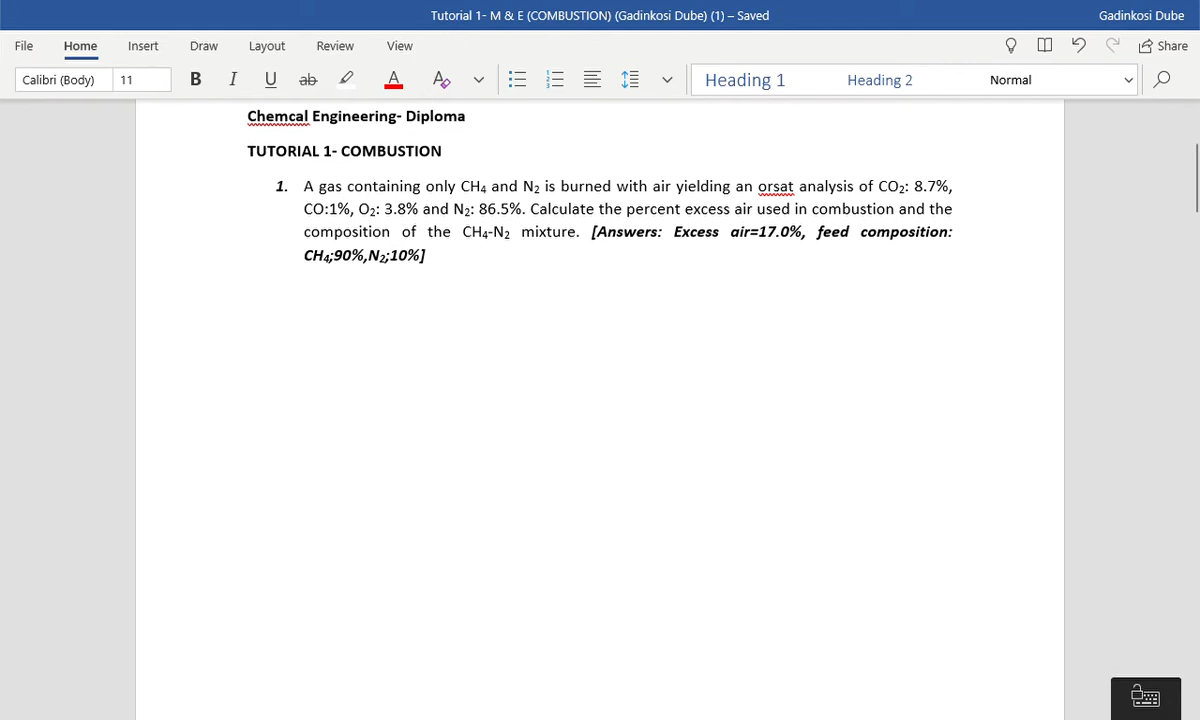 Tutorial 1- M & E (COMBUSTION) (Gadinkosi Dube) (1) – Saved
Gadinkosi Dube
File Home Insert Draw Layout Review View Share
Calibri (Body) 11 B I U ab A A Heading 1 Heading 2 Normal
Chemcal Engineering- Diploma
TUTORIAL 1- COMBUSTION
1. A gas containing only CH₄ and N₂ is burned with air yielding an orsat analysis of CO₂: 8.7%,
CO:1%, O₂: 3.8% and N₂: 86.5%. Calculate the percent excess air used in combustion and the
composition of the CH₄-N₂ mixture. [Answers: Excess air=17.0%, feed composition:
CH₄;90%,N₂;10%]